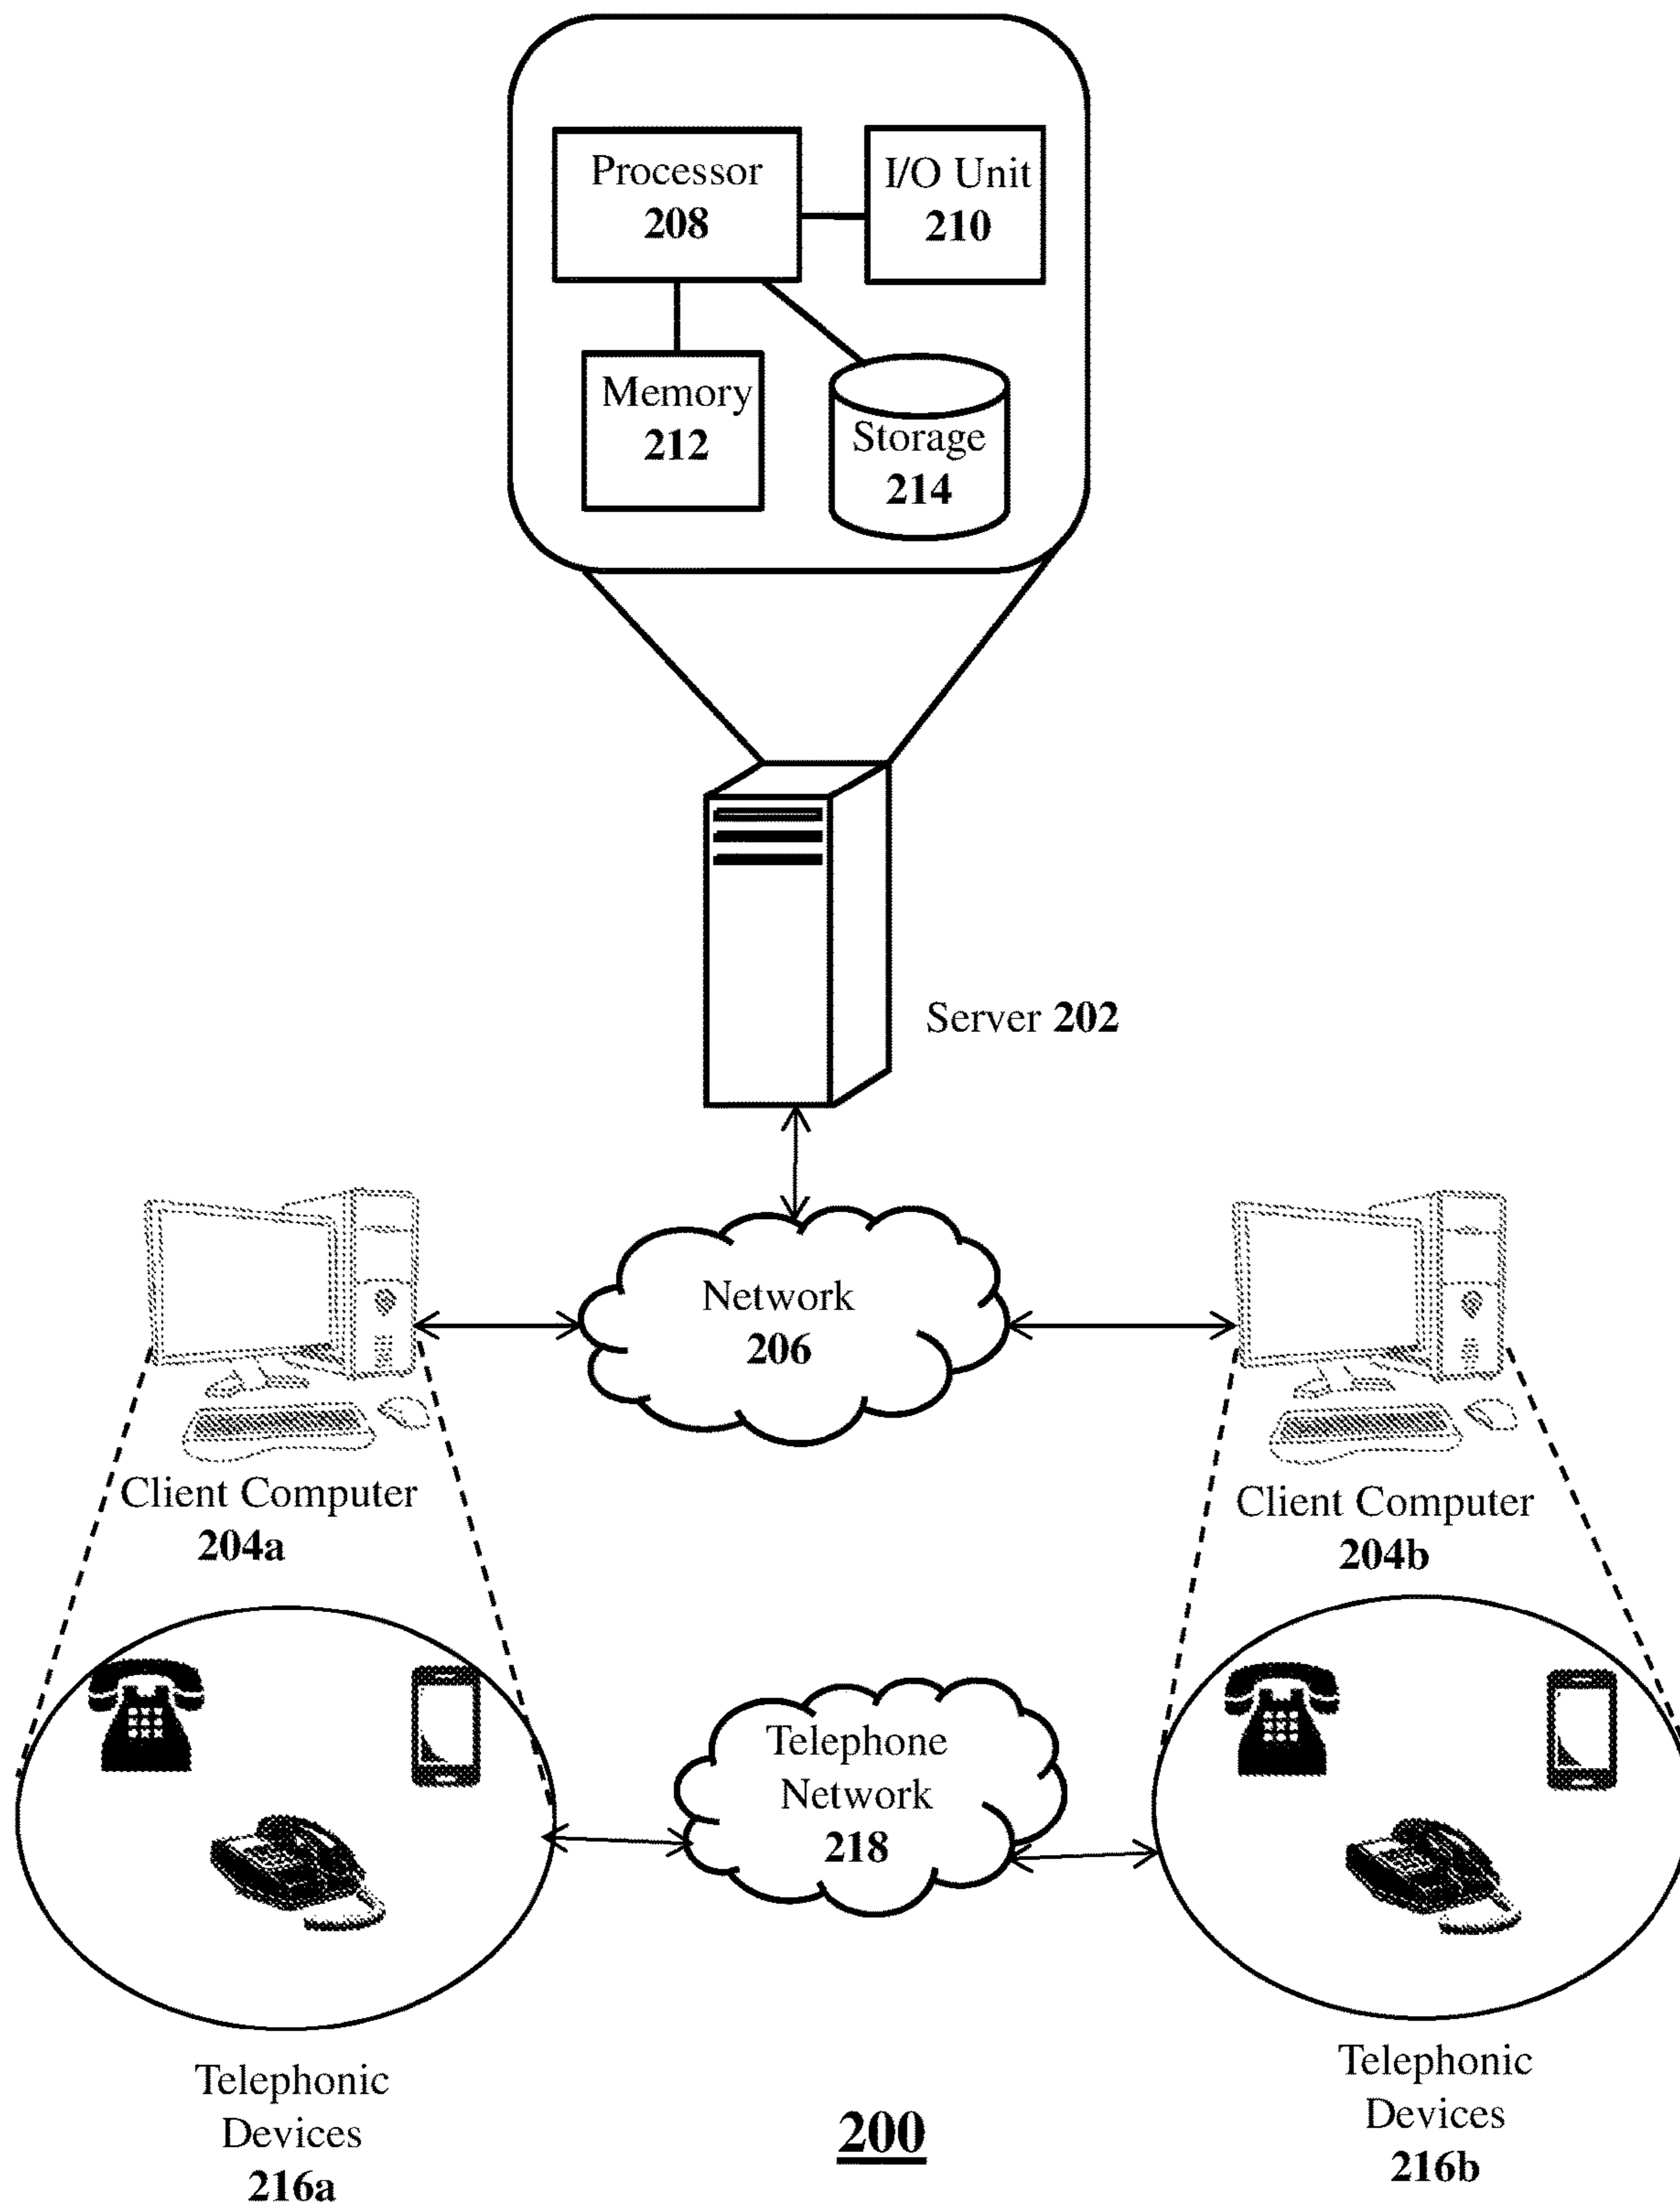 Processor
208
I/O Unit
210
Memory
212
Storage
214
Server 202
Network
206
Client Computer
204a
Client Computer
204b
Telephone
Network
218
Telephonic
Devices
216a
200
Telephonic
Devices
216b